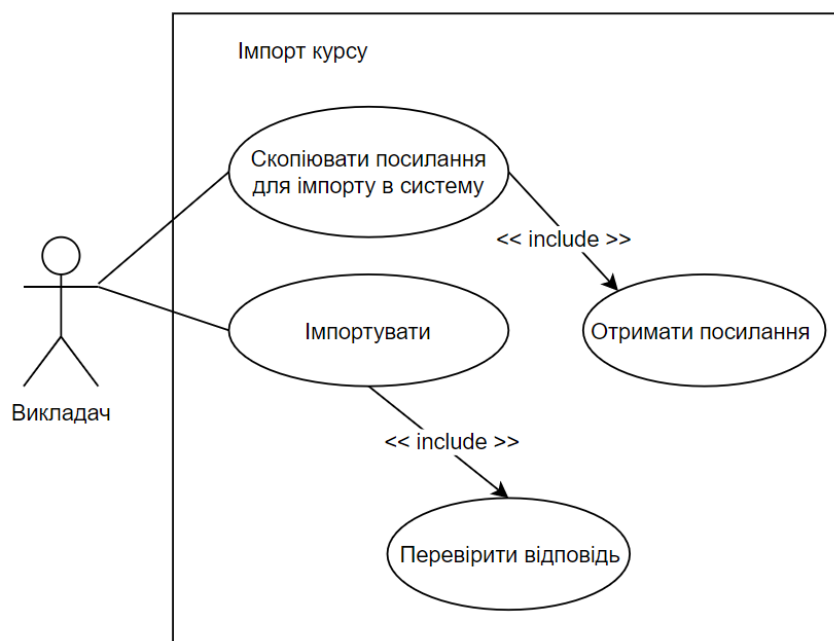 Імпорт курсу
Скопіювати посилання
для імпорту в систему
<< include >>
Імпортувати
Отримати посилання
Викладач
<< include >>
Перевірити відповідь